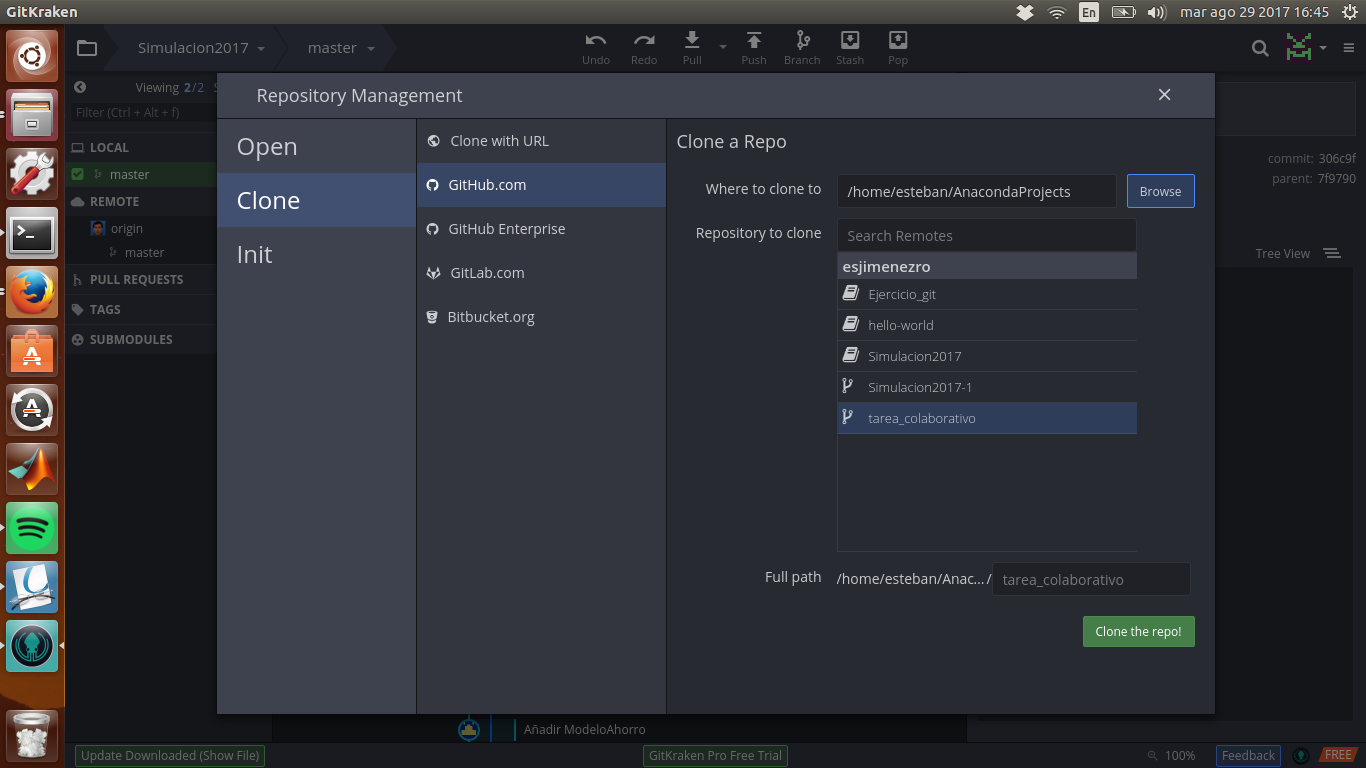 GitKraken
En
mar ago 29 2017 16:45
Simulacion2017
master
Undo
Redo
Pull
Push
Branch
Stash
Pop
Viewing 2/2 S
Filter (Ctrl + Alt + f)
LOCAL
master
REMOTE
origin
master
PULL REQUESTS
TAGS
SUBMODULES
Repository Management
Open
Clone
Init
Clone with URL
GitHub.com
GitHub Enterprise
GitLab.com
Bitbucket.org
Clone a Repo
Where to clone to
/home/esteban/AnacondaProjects
Browse
Repository to clone
Search Remotes
esjimenezro
Ejercicio_git
hello-world
Simulacion2017
Simulacion2017-1
tarea_colaborativo
Full path
/home/esteban/Anac... /
tarea_colaborativo
Clone the repo!
commit: 306c9f
parent: 7f9790
Tree View
Añadir ModeloAhorro
Update Downloaded (Show File)
GitKraken Pro Free Trial
100%
Feedback
FREE